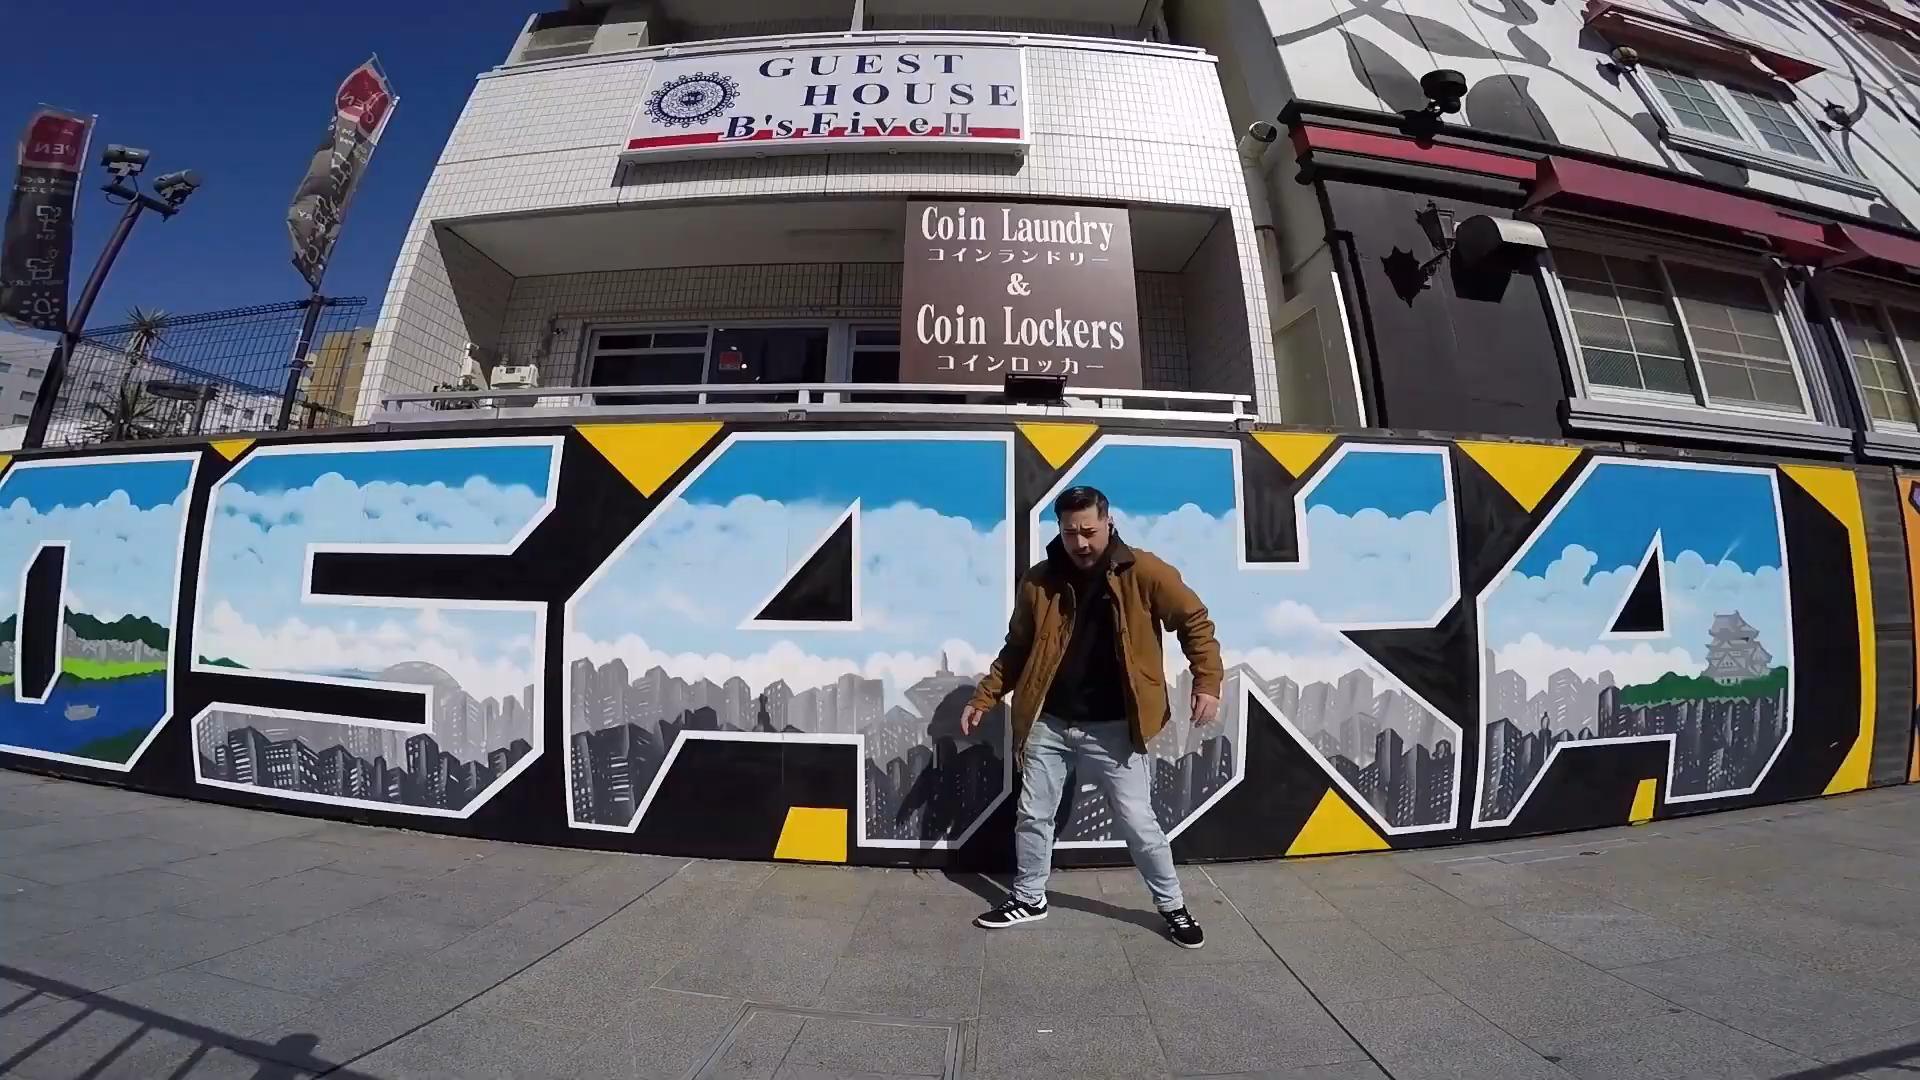 GUEST
HOUSE
B's Five II
Coin Laundry
コインランドリー
&
Coin Lockers
コインロッカー
OSAKA